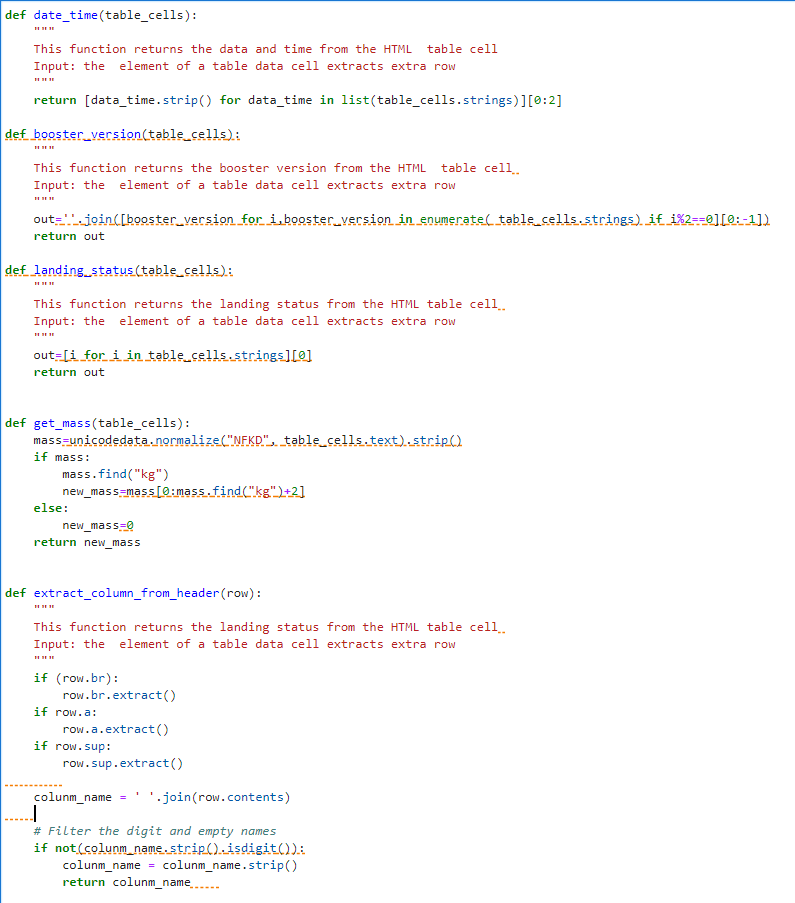 def date_time(table_cells):
    """
    This function returns the data and time from the HTML  table cell
    Input: the  element of a table data cell extracts extra row
    """
    return [data_time.strip() for data_time in list(table_cells.strings)][0:2]

def booster_version(table_cells):
    """
    This function returns the booster version from the HTML  table cell
    Input: the  element of a table data cell extracts extra row
    """
    out=''.join([booster_version for i,booster_version in enumerate( table_cells.strings) if i%2==0][0:-1])
    return out

def landing_status(table_cells):
    """
    This function returns the landing status from the HTML table cell
    Input: the  element of a table data cell extracts extra row
    """
    out=[i for i in table_cells.strings][0]
    return out


def get_mass(table_cells):
    mass=unicodedata.normalize("NFKD", table_cells.text).strip()
    if mass:
        mass.find("kg")
        new_mass=mass[0:mass.find("kg")+2]
    else:
        new_mass=0
    return new_mass


def extract_column_from_header(row):
    """
    This function returns the landing status from the HTML table cell
    Input: the  element of a table data cell extracts extra row
    """
    if (row.br):
        row.br.extract()
    if row.a:
        row.a.extract()
    if row.sup:
        row.sup.extract()

    colunm_name = ' '.join(row.contents)

    # Filter the digit and empty names
    if not(colunm_name.strip().isdigit()):
        colunm_name = colunm_name.strip()
        return colunm_name